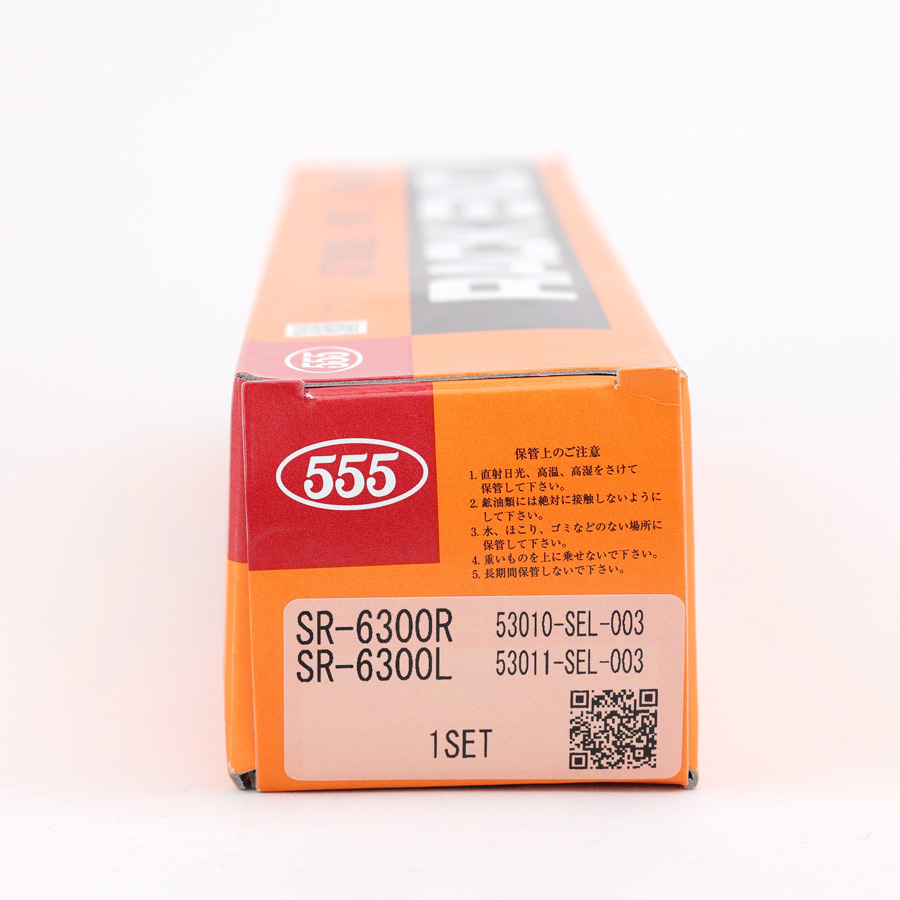 RACK END
555
555
保管上のご注意
1. 直射日光、高温、高湿をさけて
保管して下さい。
2. 鉱油類には絶対に接触しないように
して下さい。
3. 水、ほこり、ゴミなどのない場所に
保管して下さい。
4. 重いものを上に乗せないで下さい。
5. 長期間保管しないで下さい。
SR-6300R 53010-SEL-003
SR-6300L 53011-SEL-003
1SET